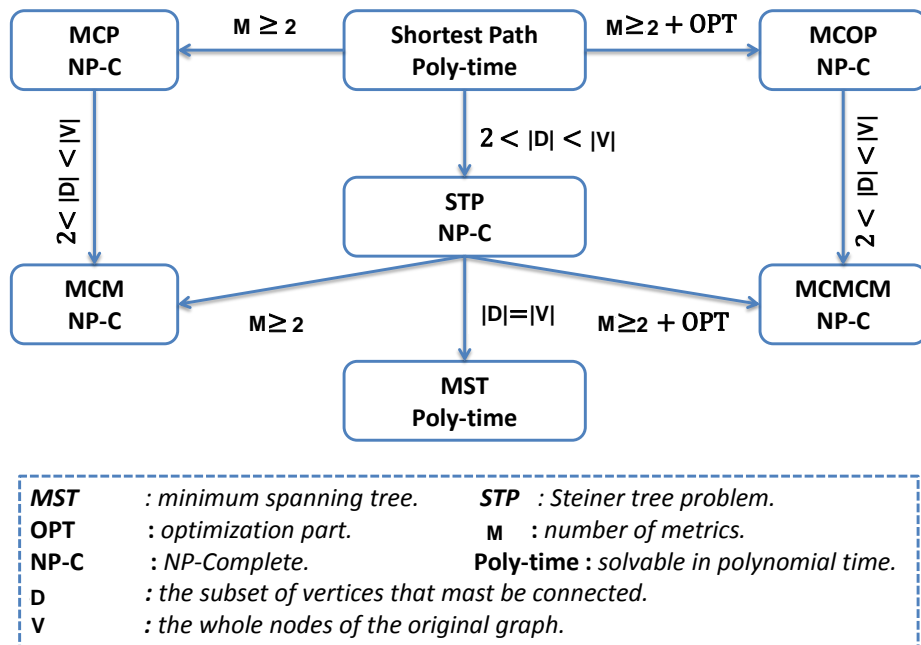 MCP
NP-C
M ≥ 2
Shortest Path
Poly-time
M≥2 + OPT
MCOP
NP-C
2 < |D| < |V|
2 < |D| < |V|
2 < |D| < |V|
STP
NP-C
MCM
NP-C
M≥ 2
|D|=|V|
M≥2 + OPT
MCMCM
NP-C
MST
Poly-time
MST : minimum spanning tree. STP : Steiner tree problem.
OPT : optimization part. M : number of metrics.
NP-C : NP-Complete. Poly-time : solvable in polynomial time.
D : the subset of vertices that mast be connected.
V : the whole nodes of the original graph.